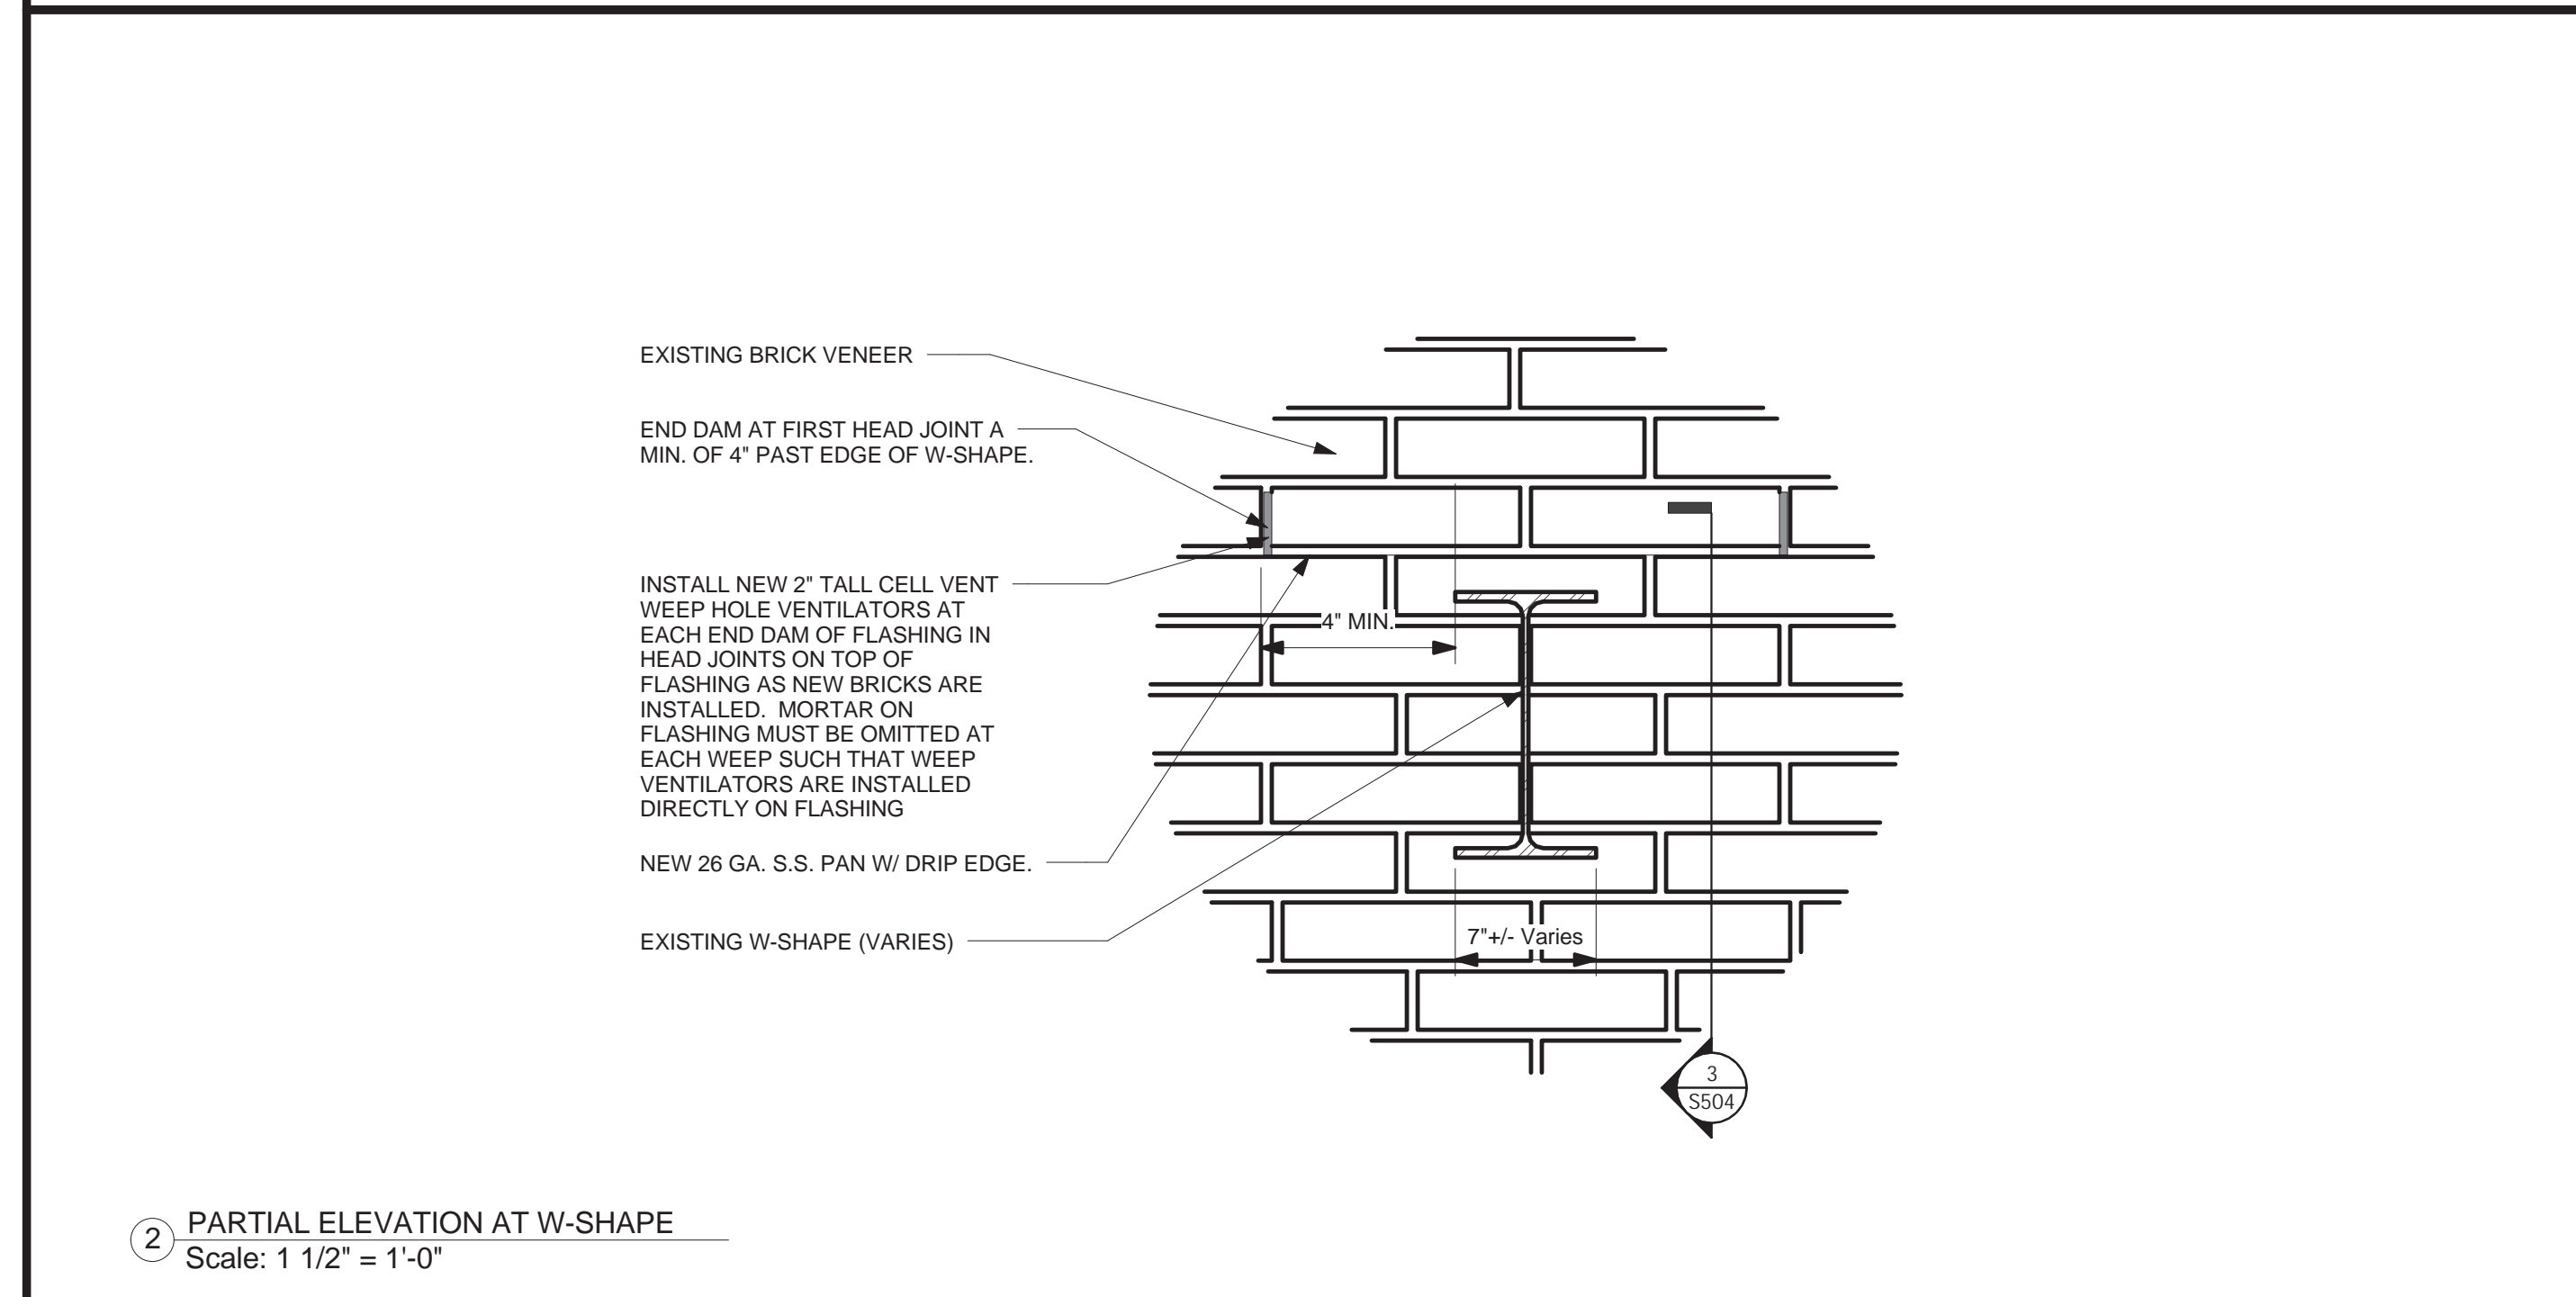 EXISTING BRICK VENEER
END DAM AT FIRST HEAD JOINT A
MIN. OF 4" PAST EDGE OF W-SHAPE.
INSTALL NEW 2" TALL CELL VENT
WEEP HOLE VENTILATORS AT
EACH END DAM OF FLASHING IN
HEAD JOINTS ON TOP OF
FLASHING AS NEW BRICKS ARE
INSTALLED.  MORTAR ON
FLASHING MUST BE OMITTED AT
EACH WEEP SUCH THAT WEEP
VENTILATORS ARE INSTALLED
DIRECTLY ON FLASHING
NEW 26 GA. S.S. PAN W/ DRIP EDGE.
EXISTING W-SHAPE (VARIES)
4" MIN.
7"+/- Varies
3
S504
2
PARTIAL ELEVATION AT W-SHAPE
Scale: 1 1/2" = 1'-0"